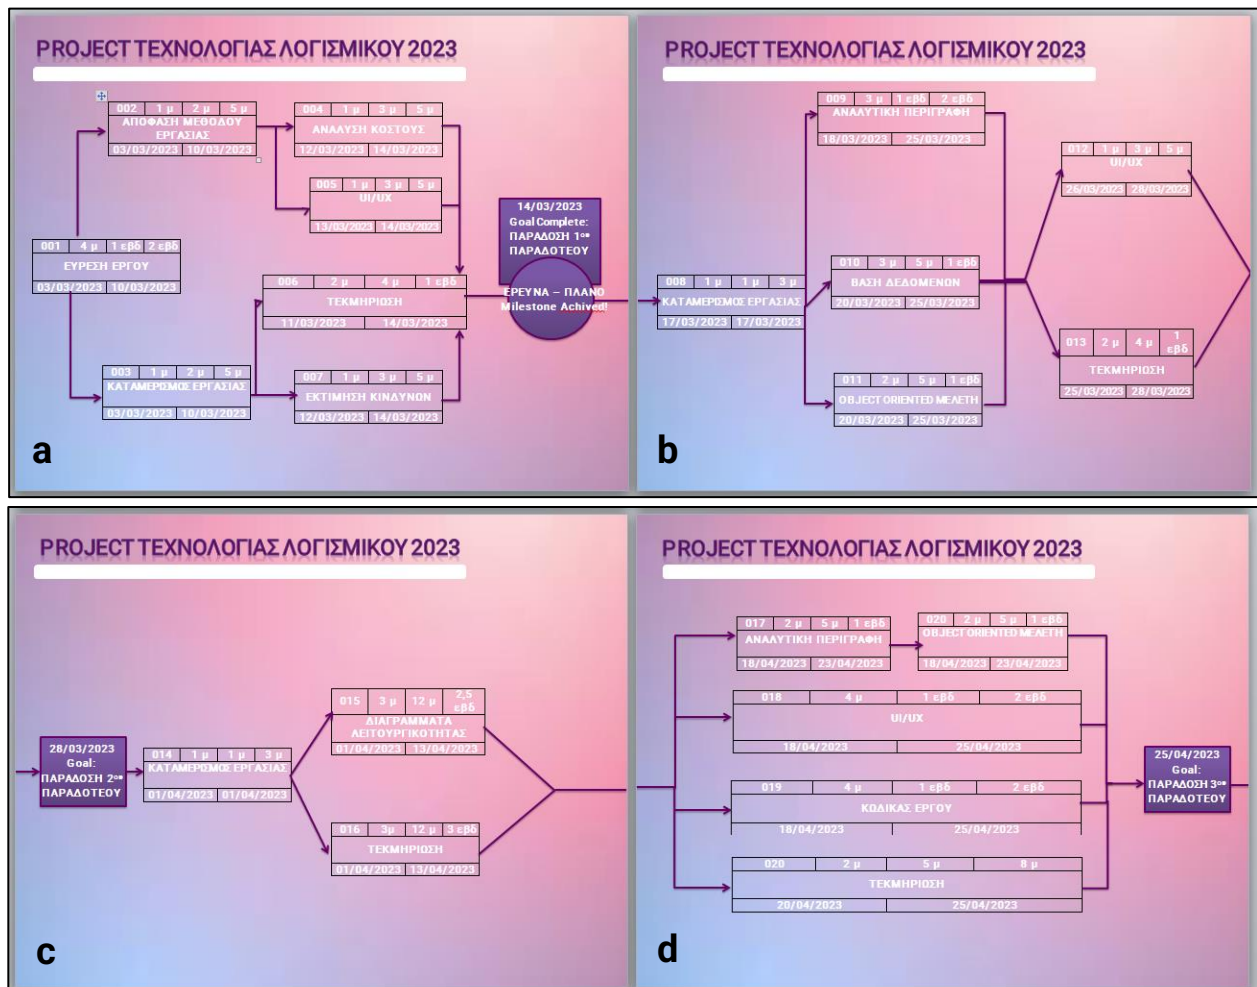 PROJECT ΤΕΧΝΟΛΟΓΙΑΣ ΛΟΓΙΣΜΙΚΟΥ 2023
002 1 μ 2 μ 5 μ
ΑΠΟΦΑΣΗ ΜΕΘΟΔΟΥ
ΕΡΓΑΣΙΑΣ
03/03/2023 10/03/2023
004 1 μ 3 μ 5 μ
ΑΝΑΛΥΣΗ ΚΟΣΤΟΥΣ
12/03/2023 14/03/2023
005 1 μ 3 μ 5 μ
UI/UX
13/03/2023 14/03/2023
001 4 μ 1 εβδ 2 εβδ
ΕΥΡΕΣΗ ΕΡΓΟΥ
03/03/2023 10/03/2023
006 2 μ 4 μ 1 εβδ
ΤΕΚΜΗΡΙΩΣΗ
11/03/2023 14/03/2023
003 1 μ 2 μ 5 μ
ΚΑΤΑΜΕΡΙΣΜΟΣ ΕΡΓΑΣΙΑΣ
03/03/2023 10/03/2023
007 1 μ 3 μ 5 μ
ΕΚΤΙΜΗΣΗ ΚΙΝΔΥΝΩΝ
12/03/2023 14/03/2023
14/03/2023
Goal Complete:
ΠΑΡΑΔΟΣΗ 1ου
ΠΑΡΑΔΟΤΕΟΥ
ΕΡΕΥΝΑ – ΠΛΑΝΟ
Milestone Achived!
a
PROJECT ΤΕΧΝΟΛΟΓΙΑΣ ΛΟΓΙΣΜΙΚΟΥ 2023
008 1 μ 1 μ 3 μ
ΚΑΤΑΜΕΡΙΣΜΟΣ ΕΡΓΑΣΙΑΣ
17/03/2023 17/03/2023
009 3 μ 1 εβδ 2 εβδ
ΑΝΑΛΥΤΙΚΗ ΠΕΡΙΓΡΑΦΗ
18/03/2023 25/03/2023
010 3 μ 5 μ 1 εβδ
ΒΑΣΗ ΔΕΔΟΜΕΝΩΝ
20/03/2023 25/03/2023
011 2 μ 5 μ 1 εβδ
OBJECT ORIENTED ΜΕΛΕΤΗ
20/03/2023 25/03/2023
012 1 μ 3 μ 5 μ
UI/UX
26/03/2023 28/03/2023
013 2 μ 4 μ 1
εβδ
ΤΕΚΜΗΡΙΩΣΗ
25/03/2023 28/03/2023
b
PROJECT ΤΕΧΝΟΛΟΓΙΑΣ ΛΟΓΙΣΜΙΚΟΥ 2023
28/03/2023
Goal:
ΠΑΡΑΔΟΣΗ 2ου
ΠΑΡΑΔΟΤΕΟΥ
014 1 μ 1 μ 3 μ
ΚΑΤΑΜΕΡΙΣΜΟΣ ΕΡΓΑΣΙΑΣ
01/04/2023 01/04/2023
015 3 μ 12 μ 2,5
εβδ
ΔΙΑΓΡΑΜΜΑΤΑ
ΛΕΙΤΟΥΡΓΙΚΟΤΗΤΑΣ
01/04/2023 13/04/2023
016 3μ 12 μ 3 εβδ
ΤΕΚΜΗΡΙΩΣΗ
01/04/2023 13/04/2023
c
PROJECT ΤΕΧΝΟΛΟΓΙΑΣ ΛΟΓΙΣΜΙΚΟΥ 2023
017 2 μ 5 μ 1 εβδ
ΑΝΑΛΥΤΙΚΗ ΠΕΡΙΓΡΑΦΗ
18/04/2023 23/04/2023
020 2 μ 5 μ 1 εβδ
OBJECT ORIENTED ΜΕΛΕΤΗ
18/04/2023 23/04/2023
018 4 μ 1 εβδ 2 εβδ
UI/UX
18/04/2023 25/04/2023
019 4 μ 1 εβδ 2 εβδ
ΚΩΔΙΚΑΣ ΕΡΓΟΥ
18/04/2023 25/04/2023
020 2 μ 5 μ 8 μ
ΤΕΚΜΗΡΙΩΣΗ
20/04/2023 25/04/2023
25/04/2023
Goal:
ΠΑΡΑΔΟΣΗ 3ου
ΠΑΡΑΔΟΤΕΟΥ
d